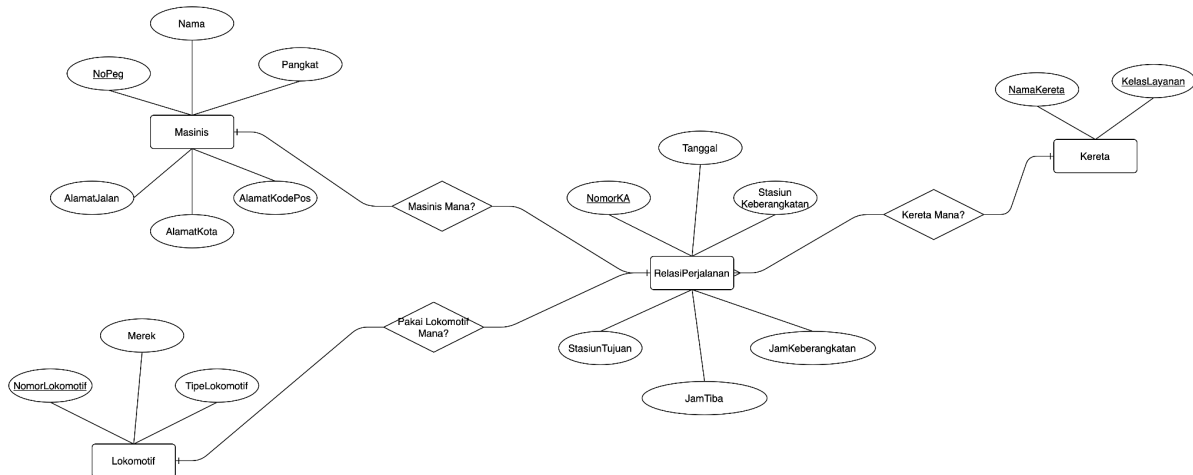 Nama
NoPeg
Pangkat
Masinis
AlamatJalan
AlamatKodePos
AlamatKota
Masinis Mana?
NamaKereta
KelasLayanan
Kereta
Kereta Mana?
Tanggal
NomorKA
Stasiun
Keberangkatan
RelasiPerjalanan
StasiunTujuan
JamKeberangkatan
JamTiba
Pakai Lokomotif
Mana?
Merek
NomorLokomotif
TipeLokomotif
Lokomotif